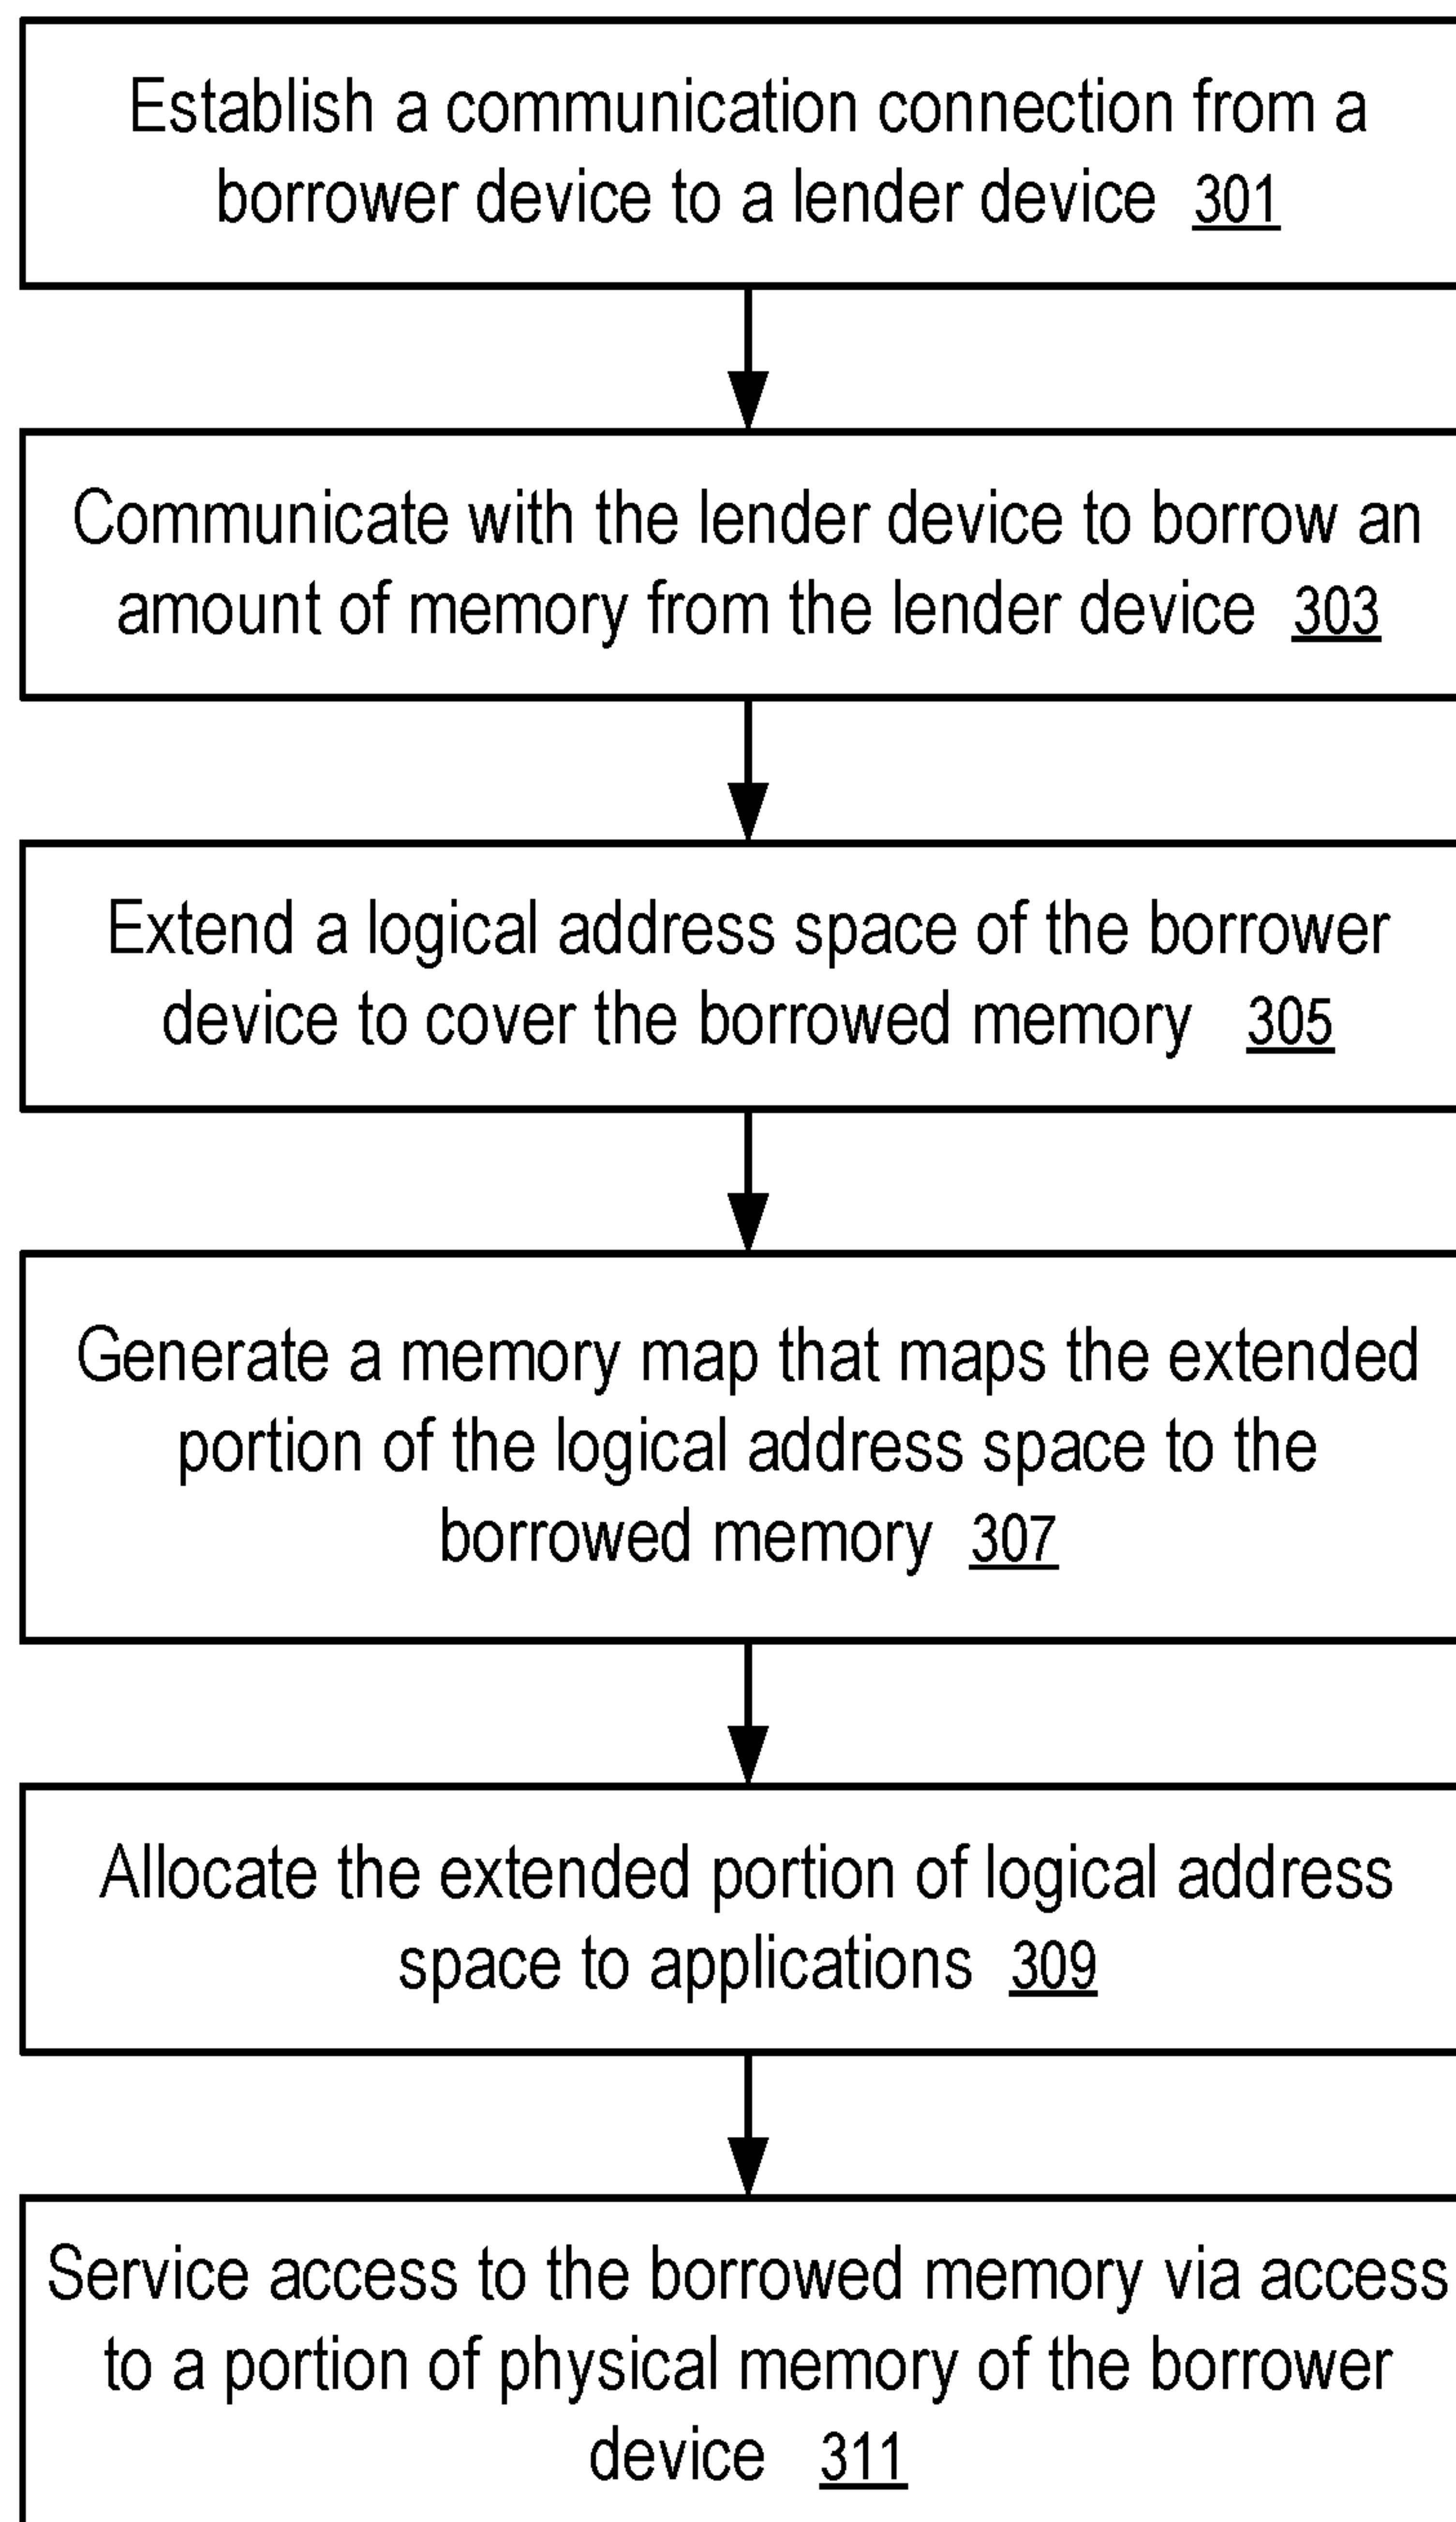 Establish a communication connection from a
borrower device to a lender device 301
Communicate with the lender device to borrow an
amount of memory from the lender device 303
Extend a logical address space of the borrower
device to cover the borrowed memory 305
Generate a memory map that maps the extended
portion of the logical address space to the
borrowed memory 307
Allocate the extended portion of logical address
space to applications 309
Service access to the borrowed memory via access
to a portion of physical memory of the borrower
device 311